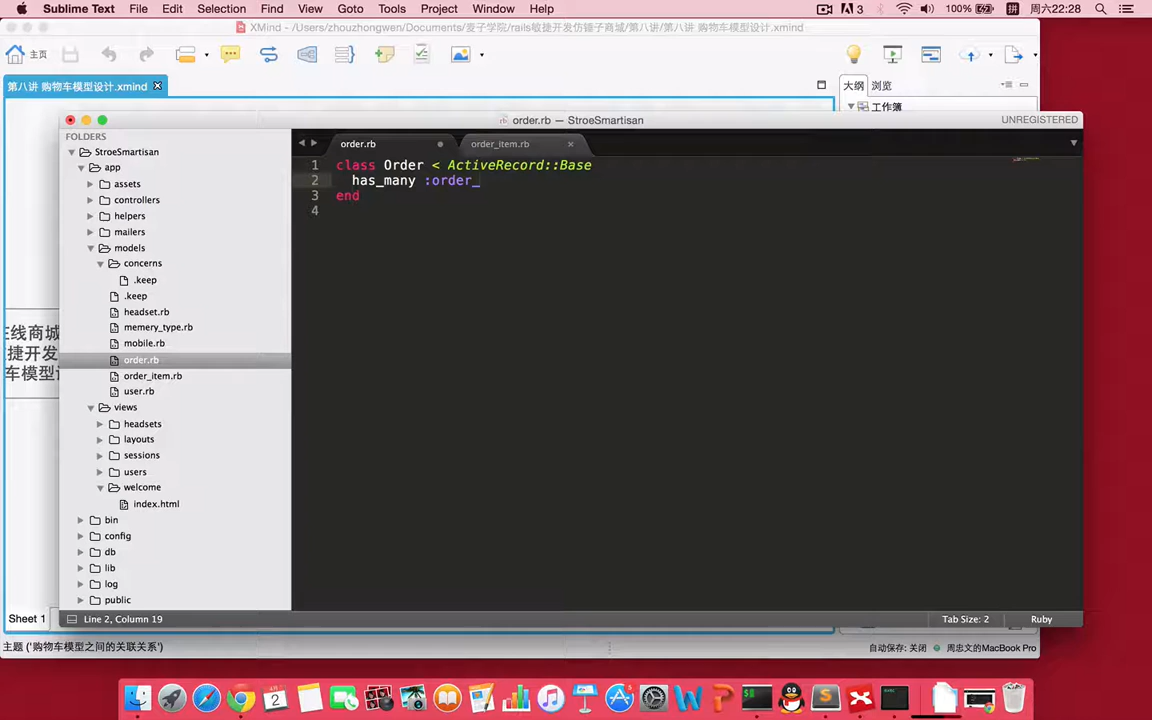 Sublime Text File Edit Selection Find View Goto Tools Project Window Help 3 100% 拼 周六22:28
XMind - /Users/zhouzhongwen/Documents/麦子学院/rails敏捷开发仿锤子商城/第八讲/第八讲 购物车模型设计.xmind
主页
第八讲 购物车模型设计.xmind
大纲 浏览
工作簿
order.rb — StroeSmartisan UNREGISTERED
FOLDERS
StroeSmartisan
app
assets
controllers
helpers
mailers
models
concerns
.keep
.keep
headset.rb
memery_type.rb
mobile.rb
order.rb
order_item.rb
user.rb
views
headsets
layouts
sessions
users
welcome
index.html
bin
config
db
lib
log
public
order.rb order_item.rb
1 class Order < ActiveRecord::Base
2 has_many :order_
3 end
4
线商城
捷开发
车模型
Line 2, Column 19 Tab Size: 2 Ruby
Sheet 1
主题 ('购物车模型之间的关联关系') 自动保存: 关闭 周忠文的MacBook Pro